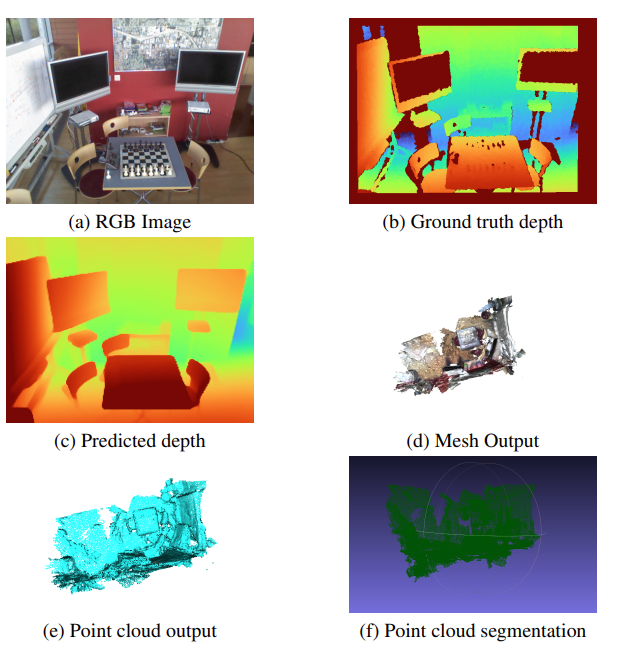 (a) RGB Image
(b) Ground truth depth
(c) Predicted depth
(d) Mesh Output
(e) Point cloud output
(f) Point cloud segmentation